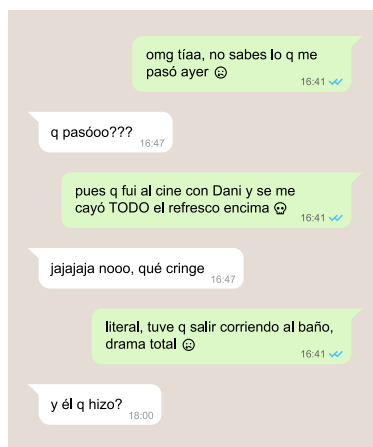 omg tíaa, no sabes lo q me
pasó ayer ☹
16:41
q pasóoo???
16:47
pues q fui al cine con Dani y se me
cayó TODO el refresco encima 💀
16:41
jajajaja nooo, qué cringe
16:47
literal, tuve q salir corriendo al baño,
drama total ☹
16:41
y él q hizo?
18:00